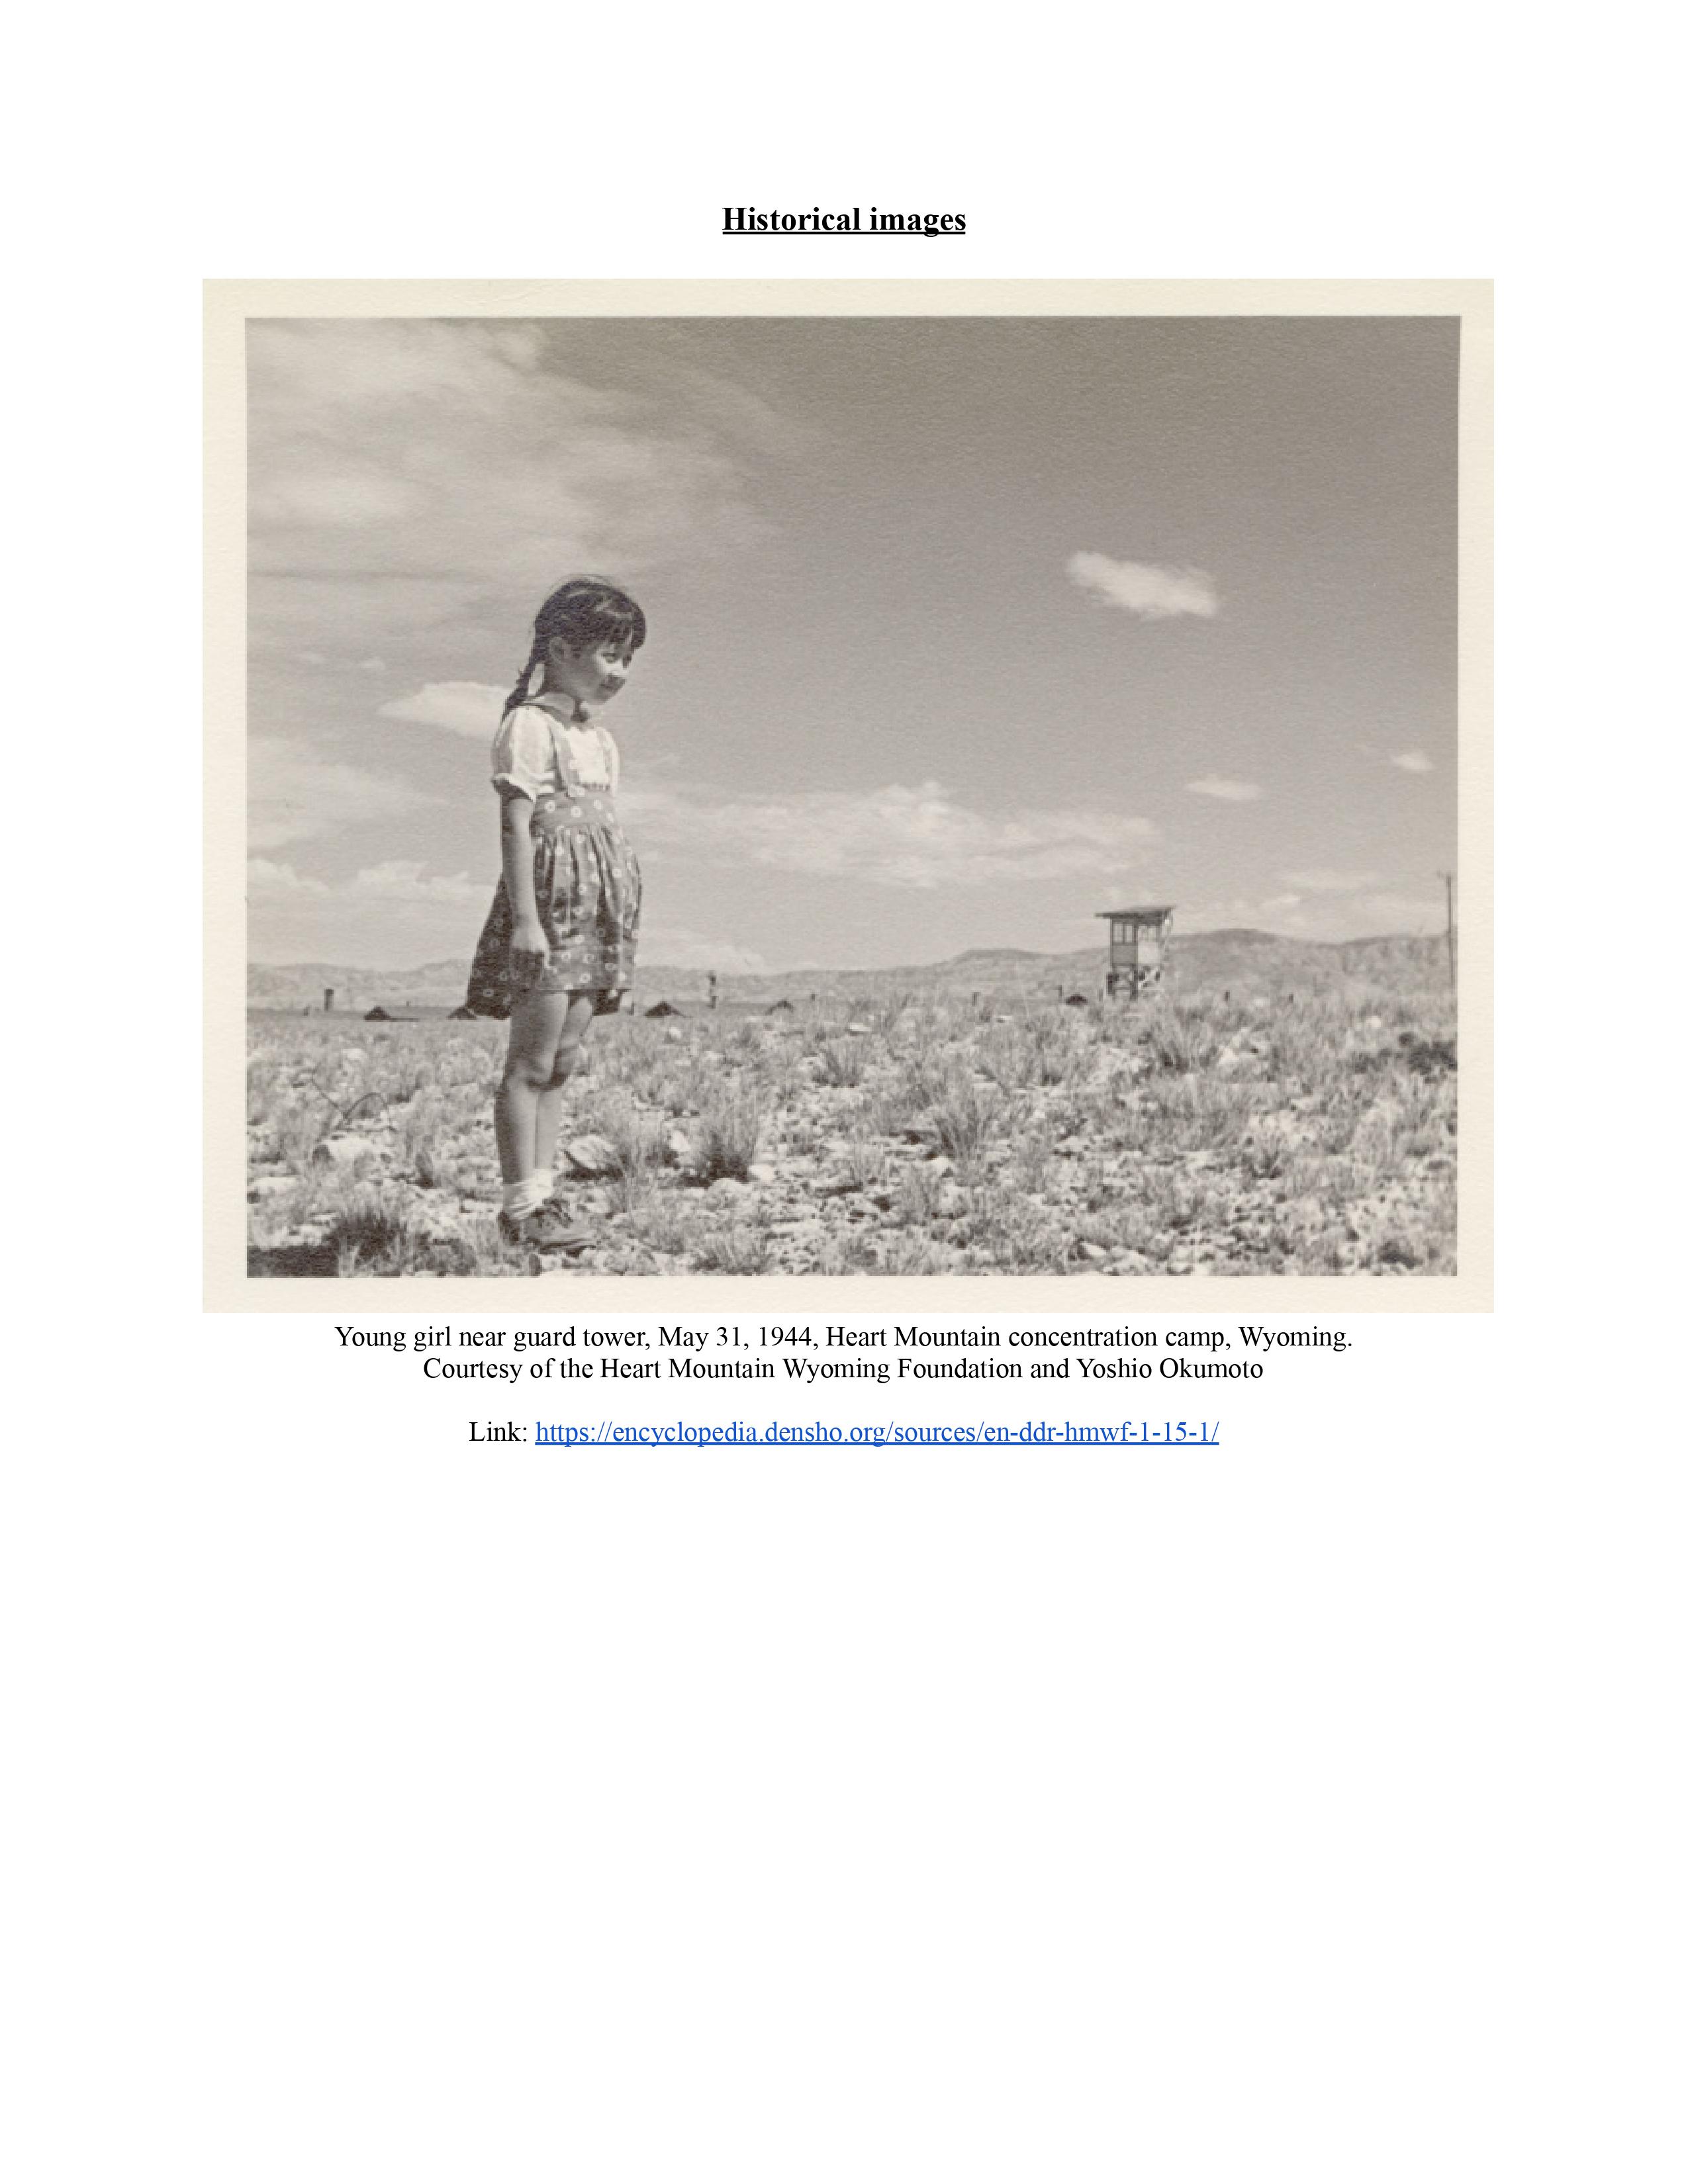 Historical images
Young girl near guard tower, May 31, 1944, Heart Mountain concentration camp, Wyoming.
Courtesy of the Heart Mountain Wyoming Foundation and Yoshio Okumoto
Link: https://encyclopedia.densho.org/sources/en-ddr-hmwf-1-15-1/